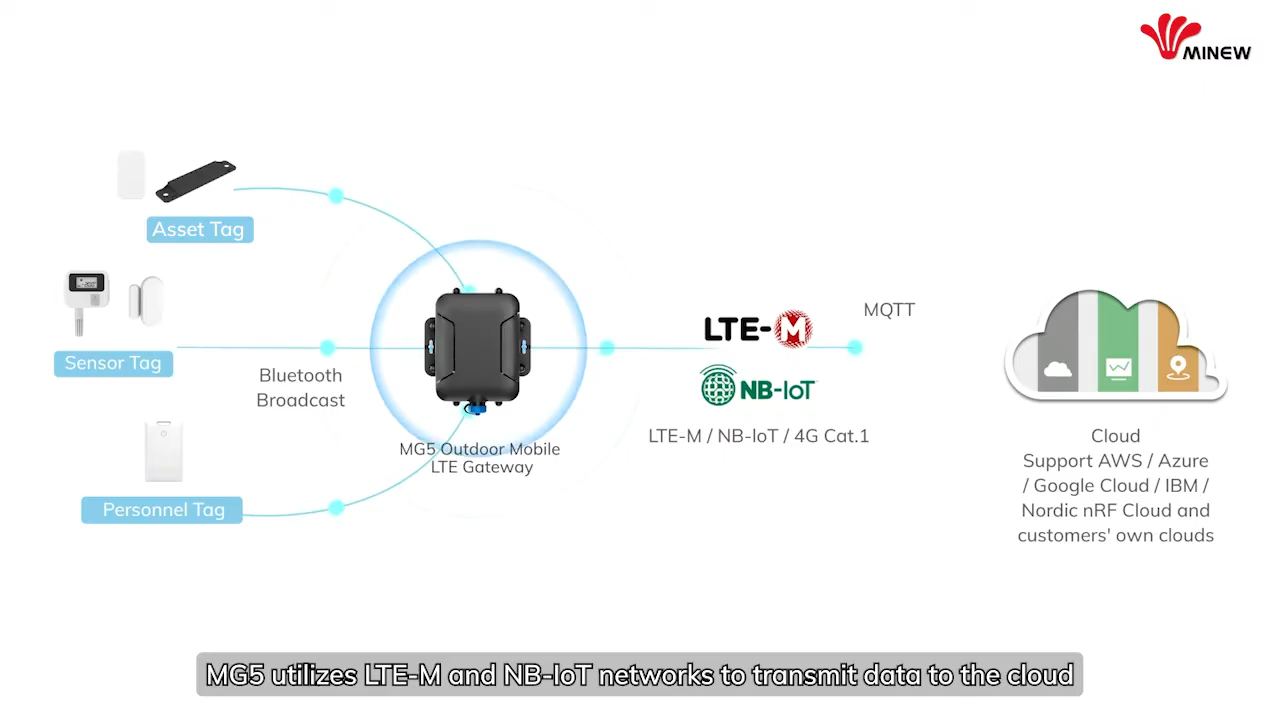 MINEW
Asset Tag
Sensor Tag
Bluetooth
Broadcast
Personnel Tag
MG5 Outdoor Mobile
LTE Gateway
LTE-M
NB-IoT
LTE-M / NB-IoT / 4G Cat.1
MQTT
Cloud
Support AWS / Azure
/ Google Cloud / IBM /
Nordic nRF Cloud and
customers' own clouds
MG5 utilizes LTE-M and NB-IoT networks to transmit data to the cloud